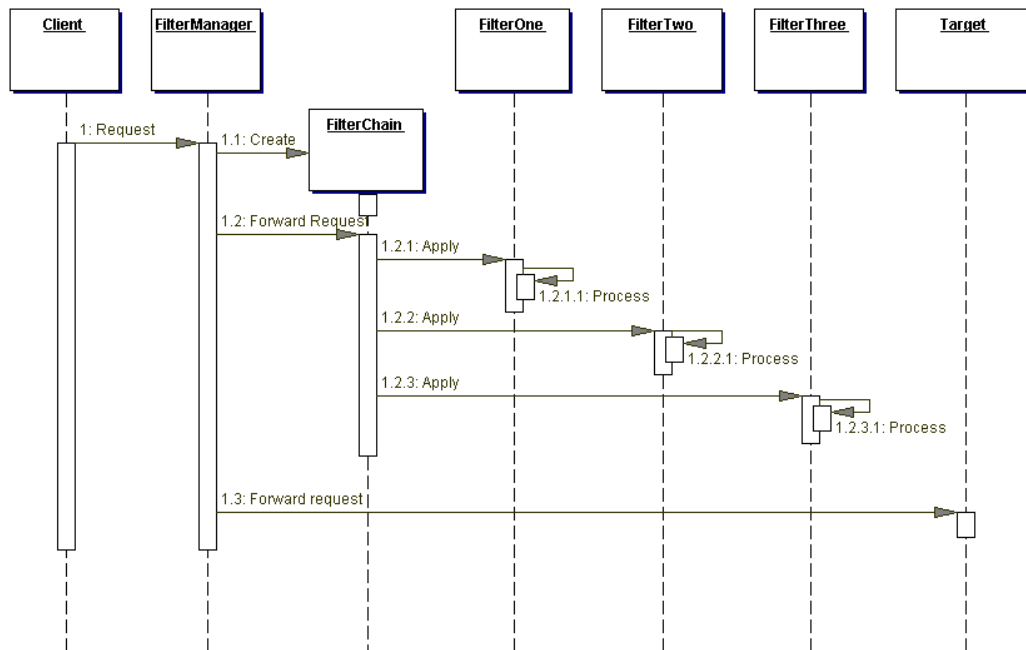 Client
FilterManager
FilterOne
FilterTwo
FilterThree
Target
FilterChain
1: Request
1.1: Create
1.2: Forward Request
1.2.1: Apply
1.2.1.1: Process
1.2.2: Apply
1.2.2.1: Process
1.2.3: Apply
1.2.3.1: Process
1.3: Forward request